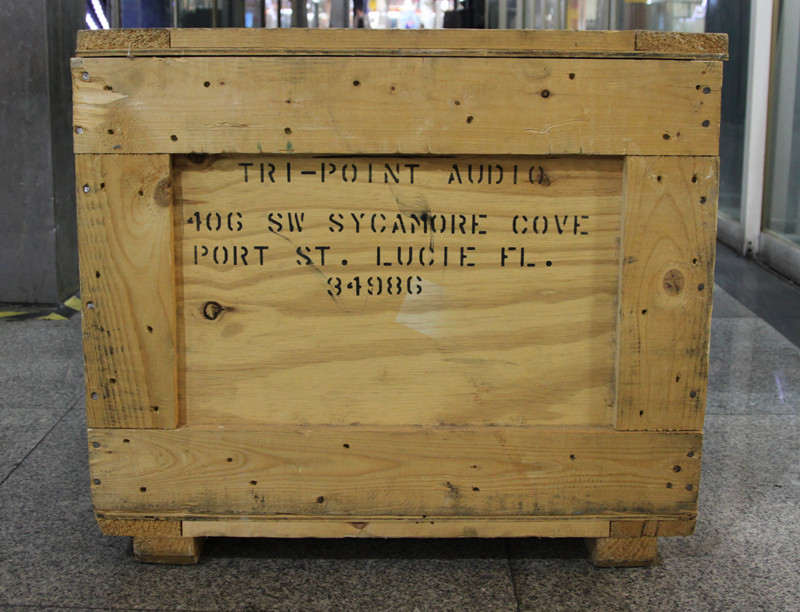 TRI-POINT AUDIO
406 SW SYCAMORE COVE
PORT ST. LUCIE FL.
34986